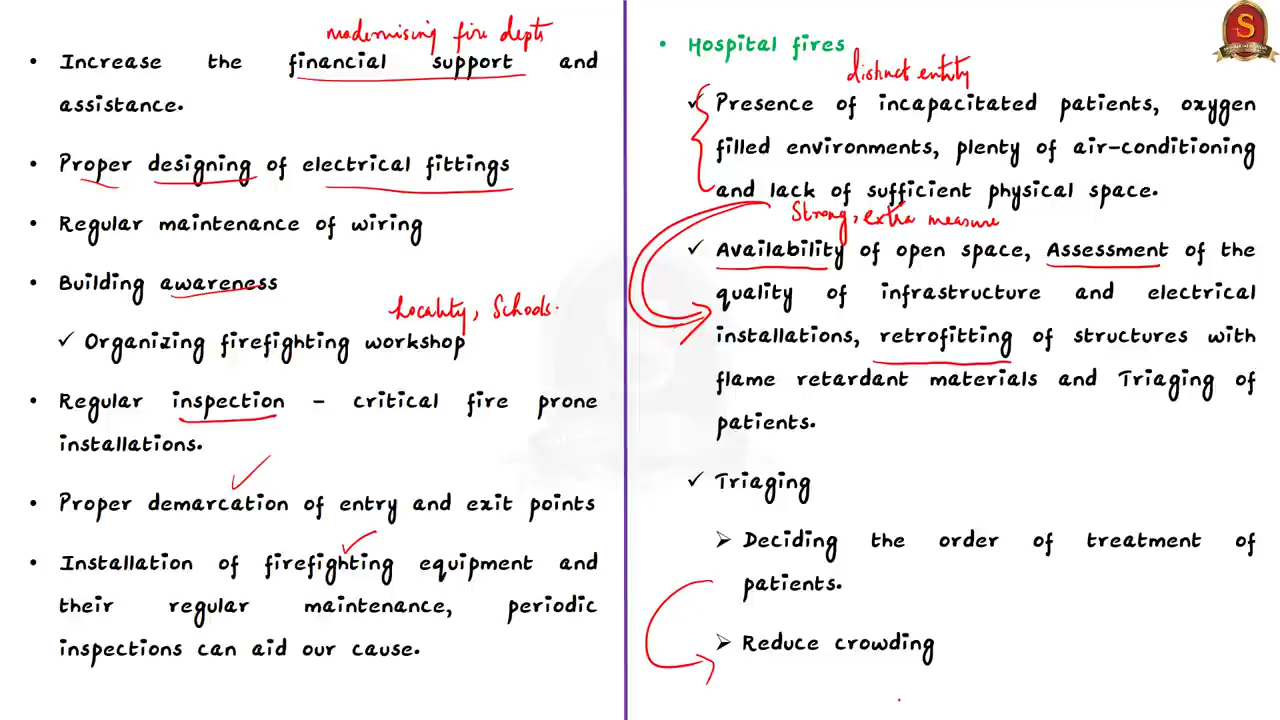 modernising fire depts
• Increase the financial support and
assistance.
• Proper designing of electrical fittings
• Regular maintenance of wiring
• Building awareness
Locality, Schools.
✓ Organizing firefighting workshop
• Regular inspection – critical fire prone
installations.
• Proper demarcation of entry and exit points
• Installation of firefighting equipment and
their regular maintenance, periodic
inspections can aid our cause.
• Hospital fires
distinct entity
✓ Presence of incapacitated patients, oxygen
filled environments, plenty of air-conditioning
and lack of sufficient physical space.
Strong, extra measure
✓ Availability of open space, Assessment of the
quality of infrastructure and electrical
installations, retrofitting of structures with
flame retardant materials and Triaging of
patients.
✓ Triaging
➢ Deciding the order of treatment of
patients.
➢ Reduce crowding
S